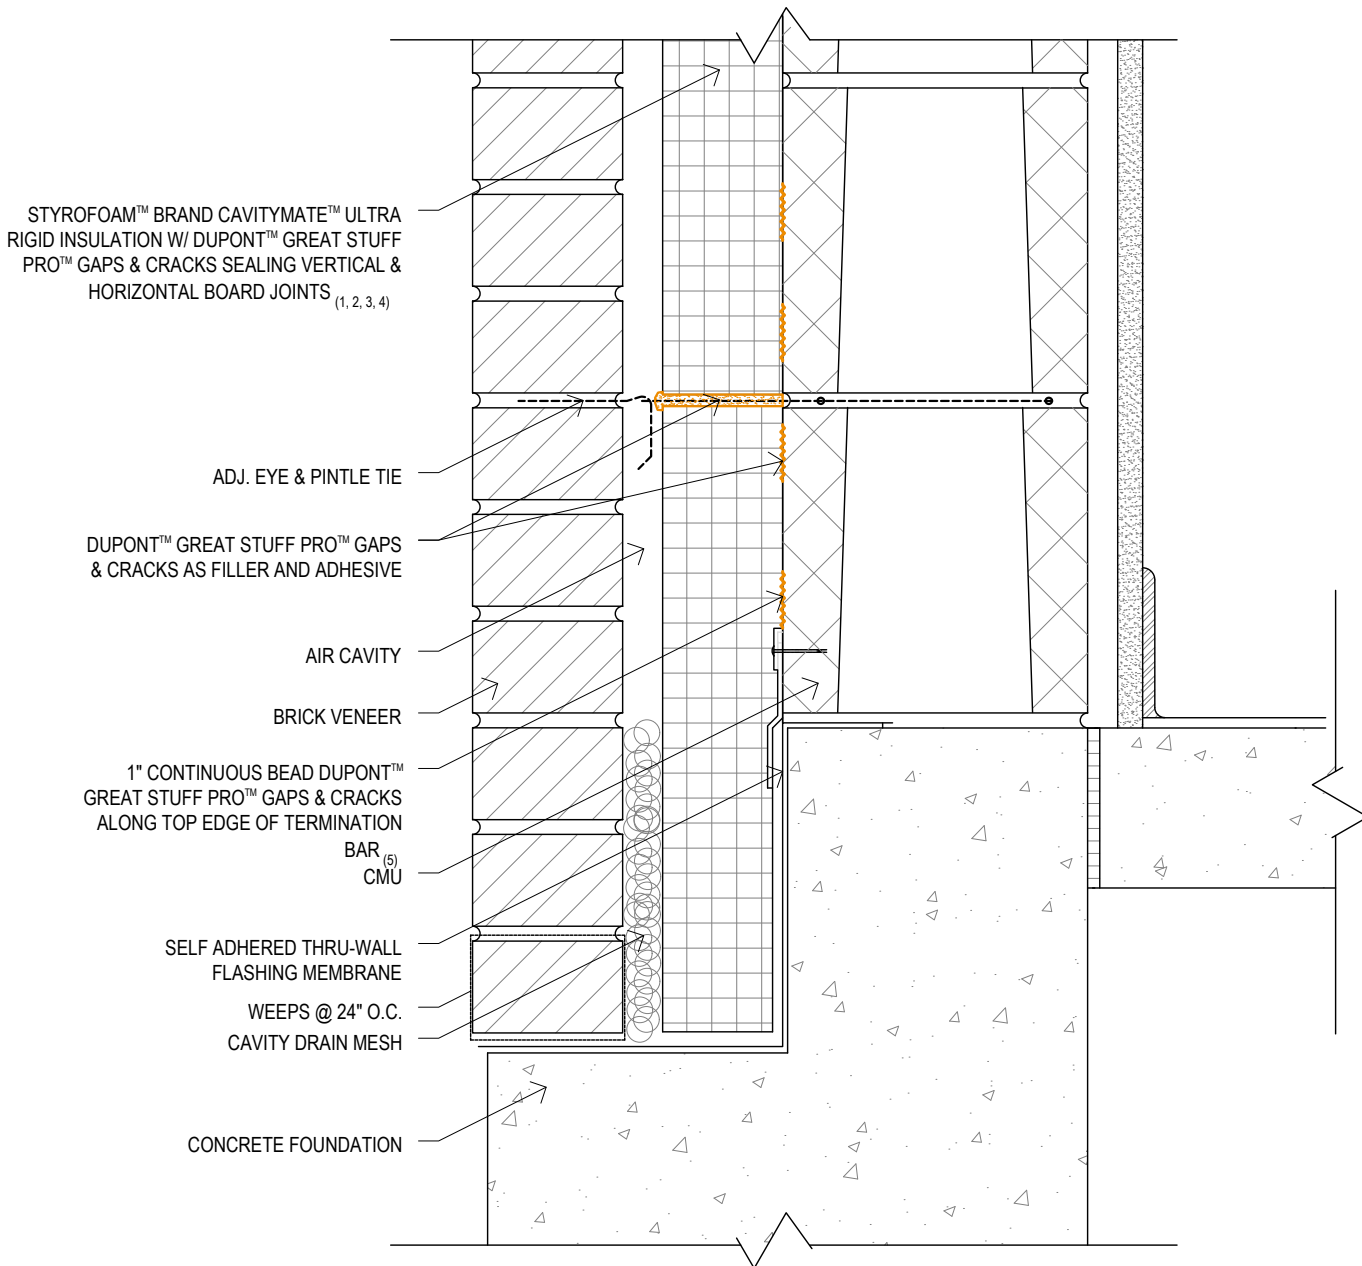 STYROFOAM™ BRAND CAVITYMATE™ ULTRA
RIGID INSULATION W/ DUPONT™ GREAT STUFF
PRO™ GAPS & CRACKS SEALING VERTICAL &
HORIZONTAL BOARD JOINTS (1, 2, 3, 4)
ADJ. EYE & PINTLE TIE
DUPONT™ GREAT STUFF PRO™ GAPS
& CRACKS AS FILLER AND ADHESIVE
AIR CAVITY
BRICK VENEER
1" CONTINUOUS BEAD DUPONT™
GREAT STUFF PRO™ GAPS & CRACKS
ALONG TOP EDGE OF TERMINATION
BAR (5)
CMU
SELF ADHERED THRU-WALL
FLASHING MEMBRANE
WEEPS @ 24" O.C.
CAVITY DRAIN MESH
CONCRETE FOUNDATION